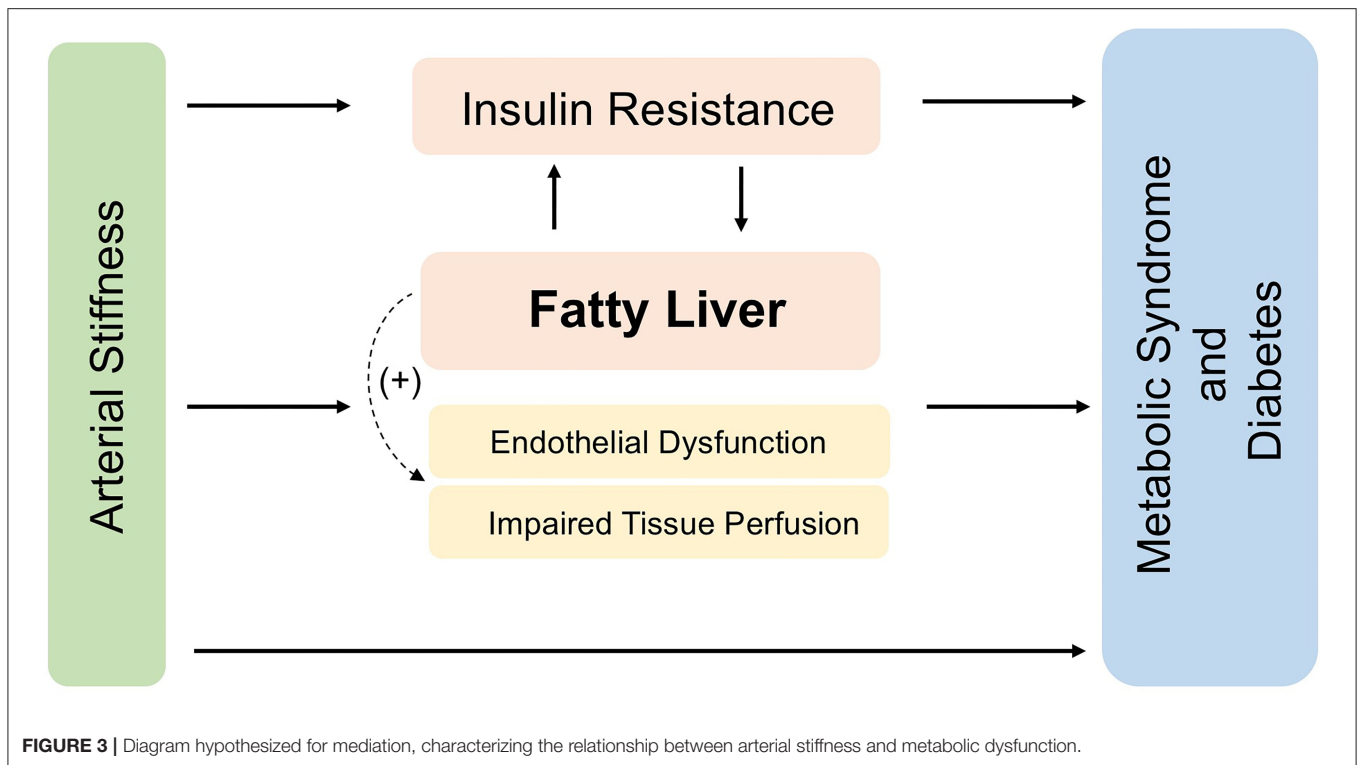 Arterial Stiffness
Insulin Resistance
Fatty Liver
(+)
Endothelial Dysfunction
Impaired Tissue Perfusion
Metabolic Syndrome
and
Diabetes
FIGURE 3 | Diagram hypothesized for mediation, characterizing the relationship between arterial stiffness and metabolic dysfunction.